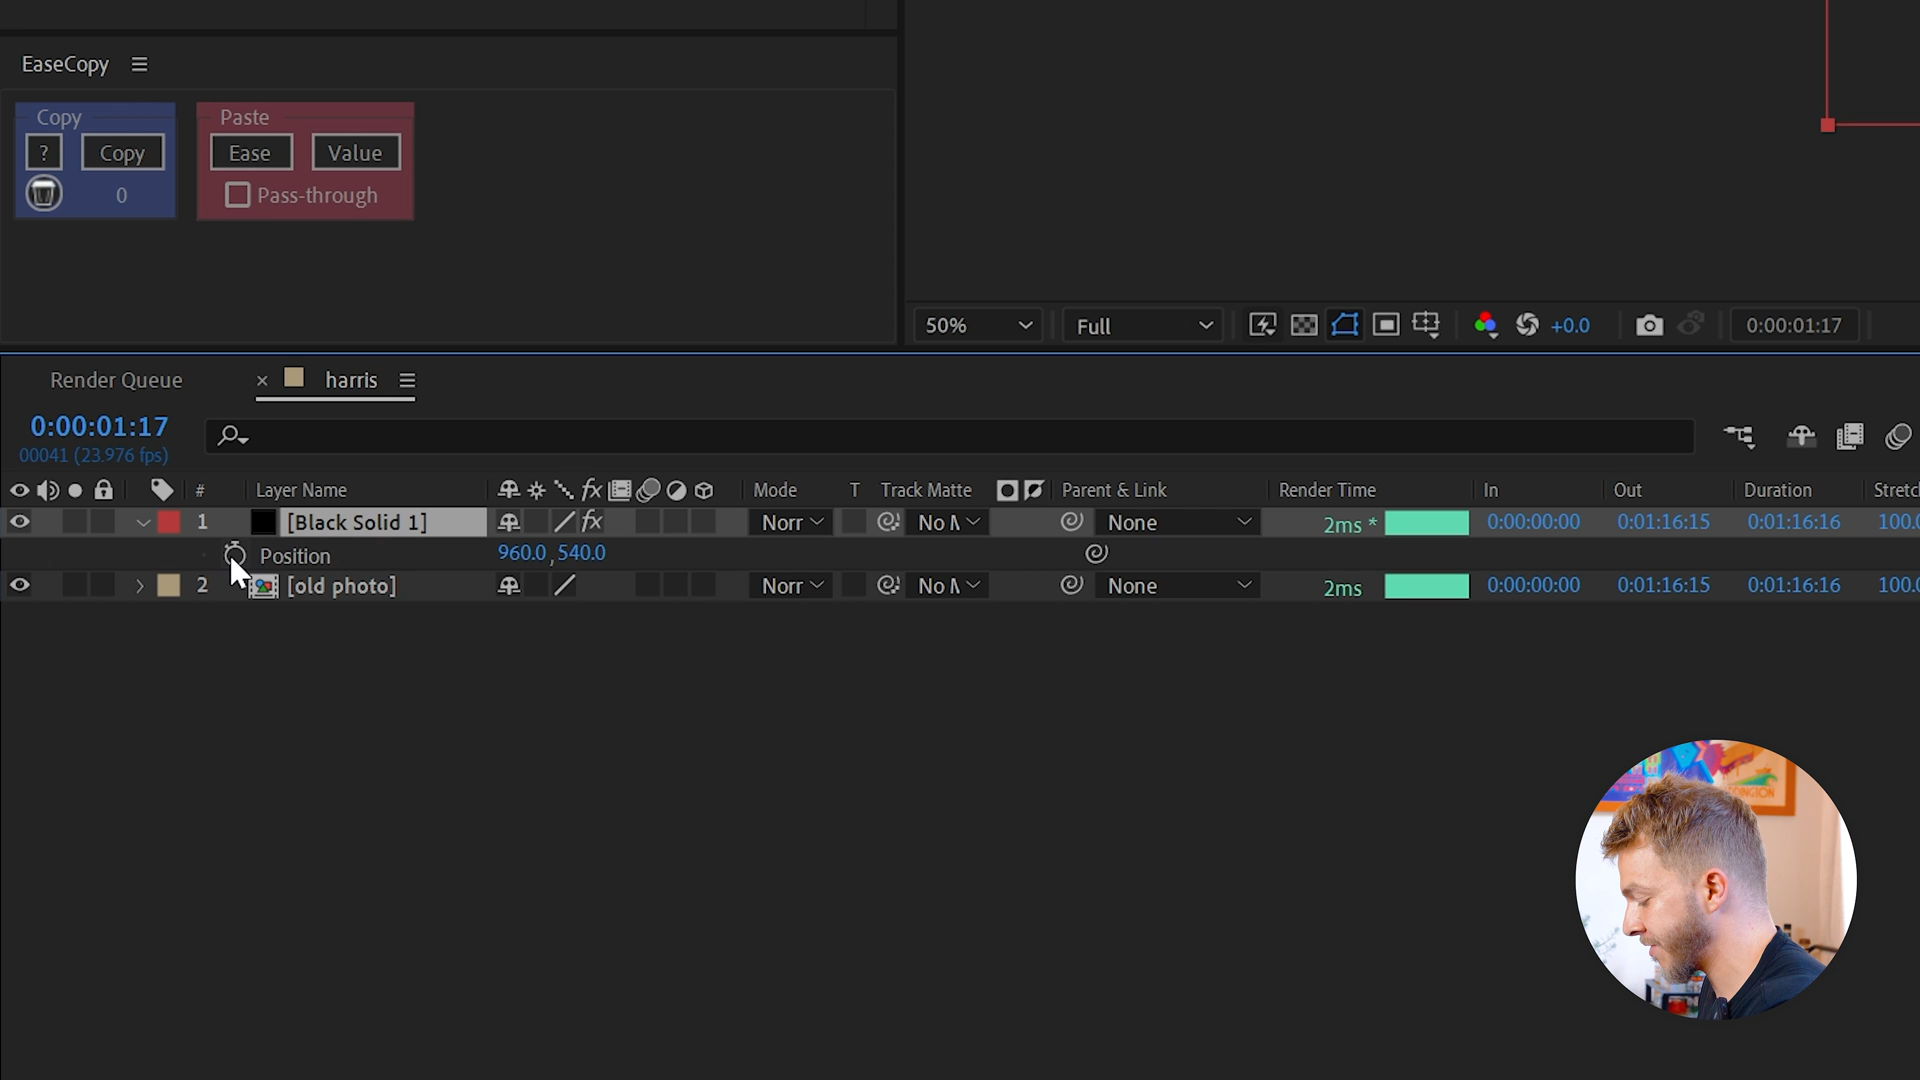 EaseCopy
Copy
Paste
? Copy
Ease Value
0
Pass-through
50% Full +0.0 0:00:01:17
Render Queue × harris
0:00:01:17
00041 (23.976 fps)
# Layer Name fx Mode T Track Matte Parent & Link Render Time In Out Duration Stretc
1 [Black Solid 1] fx Norr No M None 2ms * 0:00:00:00 0:01:16:15 0:01:16:16 100.0
Position 960.0, 540.0
2 [old photo] Norr No M None 2ms 0:00:00:00 0:01:16:15 0:01:16:16 100.0